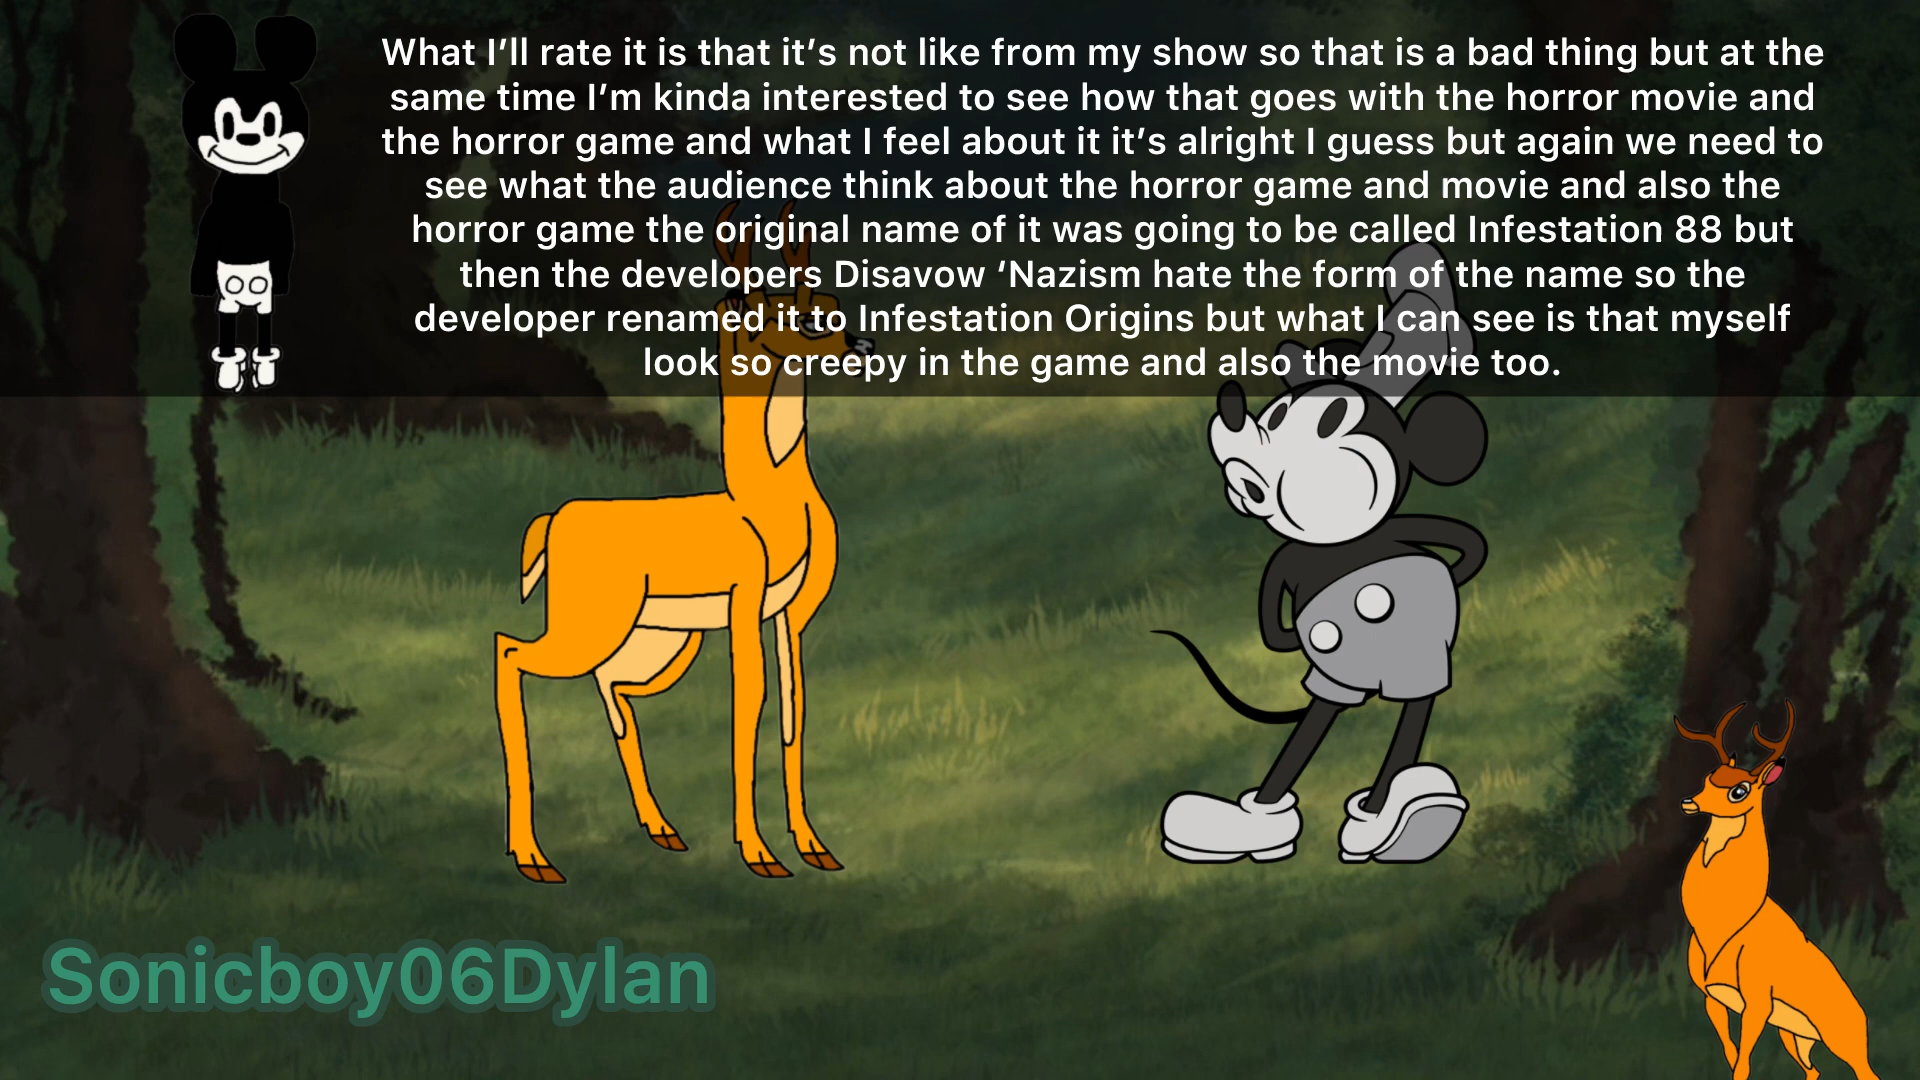 What I’ll rate it is that it’s not like from my show so that is a bad thing but at the
same time I’m kinda interested to see how that goes with the horror movie and
the horror game and what I feel about it it’s alright I guess but again we need to
see what the audience think about the horror game and movie and also the
horror game the original name of it was going to be called Infestation 88 but
then the developers Disavow ‘Nazism hate the form of the name so the
developer renamed it to Infestation Origins but what I can see is that myself
look so creepy in the game and also the movie too.
Sonicboy06Dylan